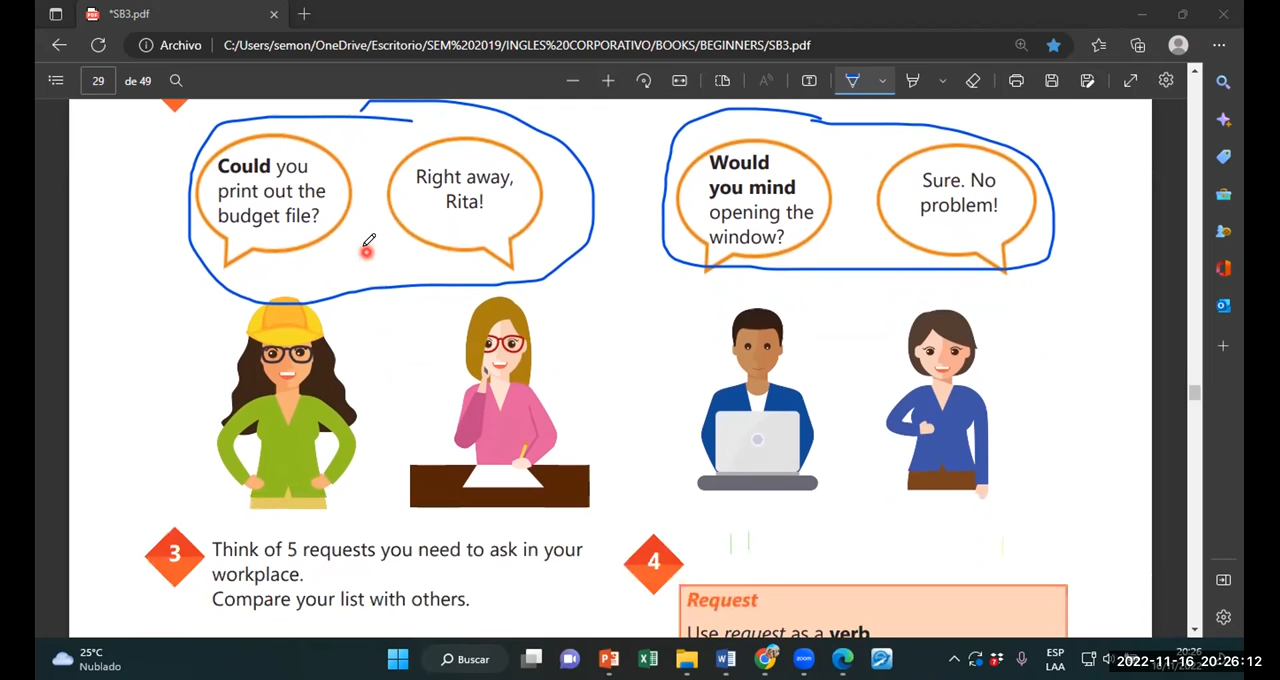 *SB3.pdf
Archivo
C:/Users/semon/OneDrive/Escritorio/SEM%202019/INGLES%20CORPORATIVO/BOOKS/BEGINNERS/SB3.pdf
29
de 49
Could you
print out the
budget file?
Right away,
Rita!
Would
you mind
opening the
window?
Sure. No
problem!
3
Think of 5 requests you need to ask in your
workplace.
Compare your list with others.
4
Request
Use request as a verb
25°C
Nublado
Buscar
zoom
ESP
LAA
20:26
2022-11-16 20:26:12